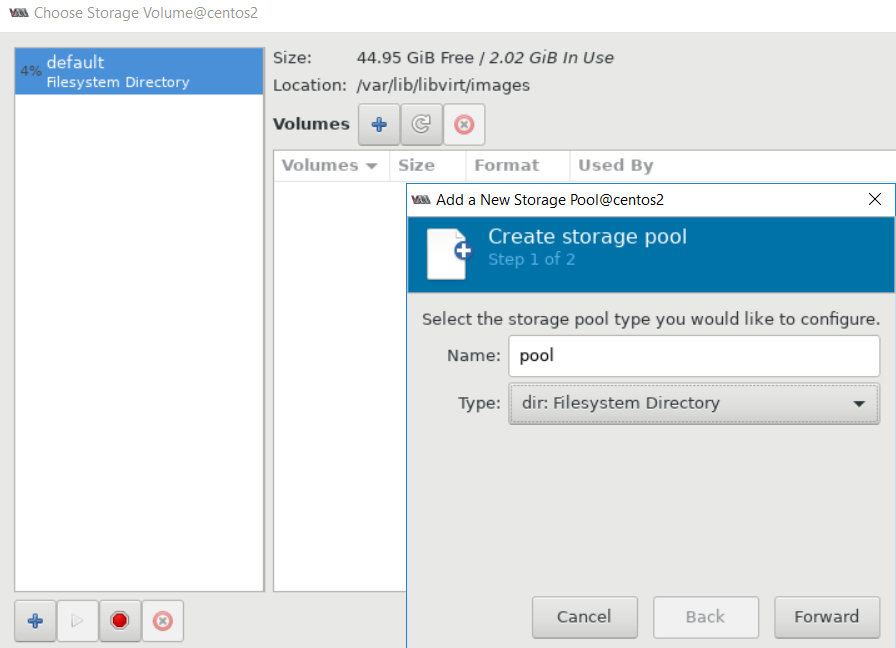 Choose Storage Volume@centos2
4% default
Filesystem Directory
Size: 44.95 GiB Free / 2.02 GiB In Use
Location: /var/lib/libvirt/images
Volumes
Volumes Size Format Used By
Add a New Storage Pool@centos2
Create storage pool
Step 1 of 2
Select the storage pool type you would like to configure.
Name: pool
Type: dir: Filesystem Directory
Cancel Back Forward